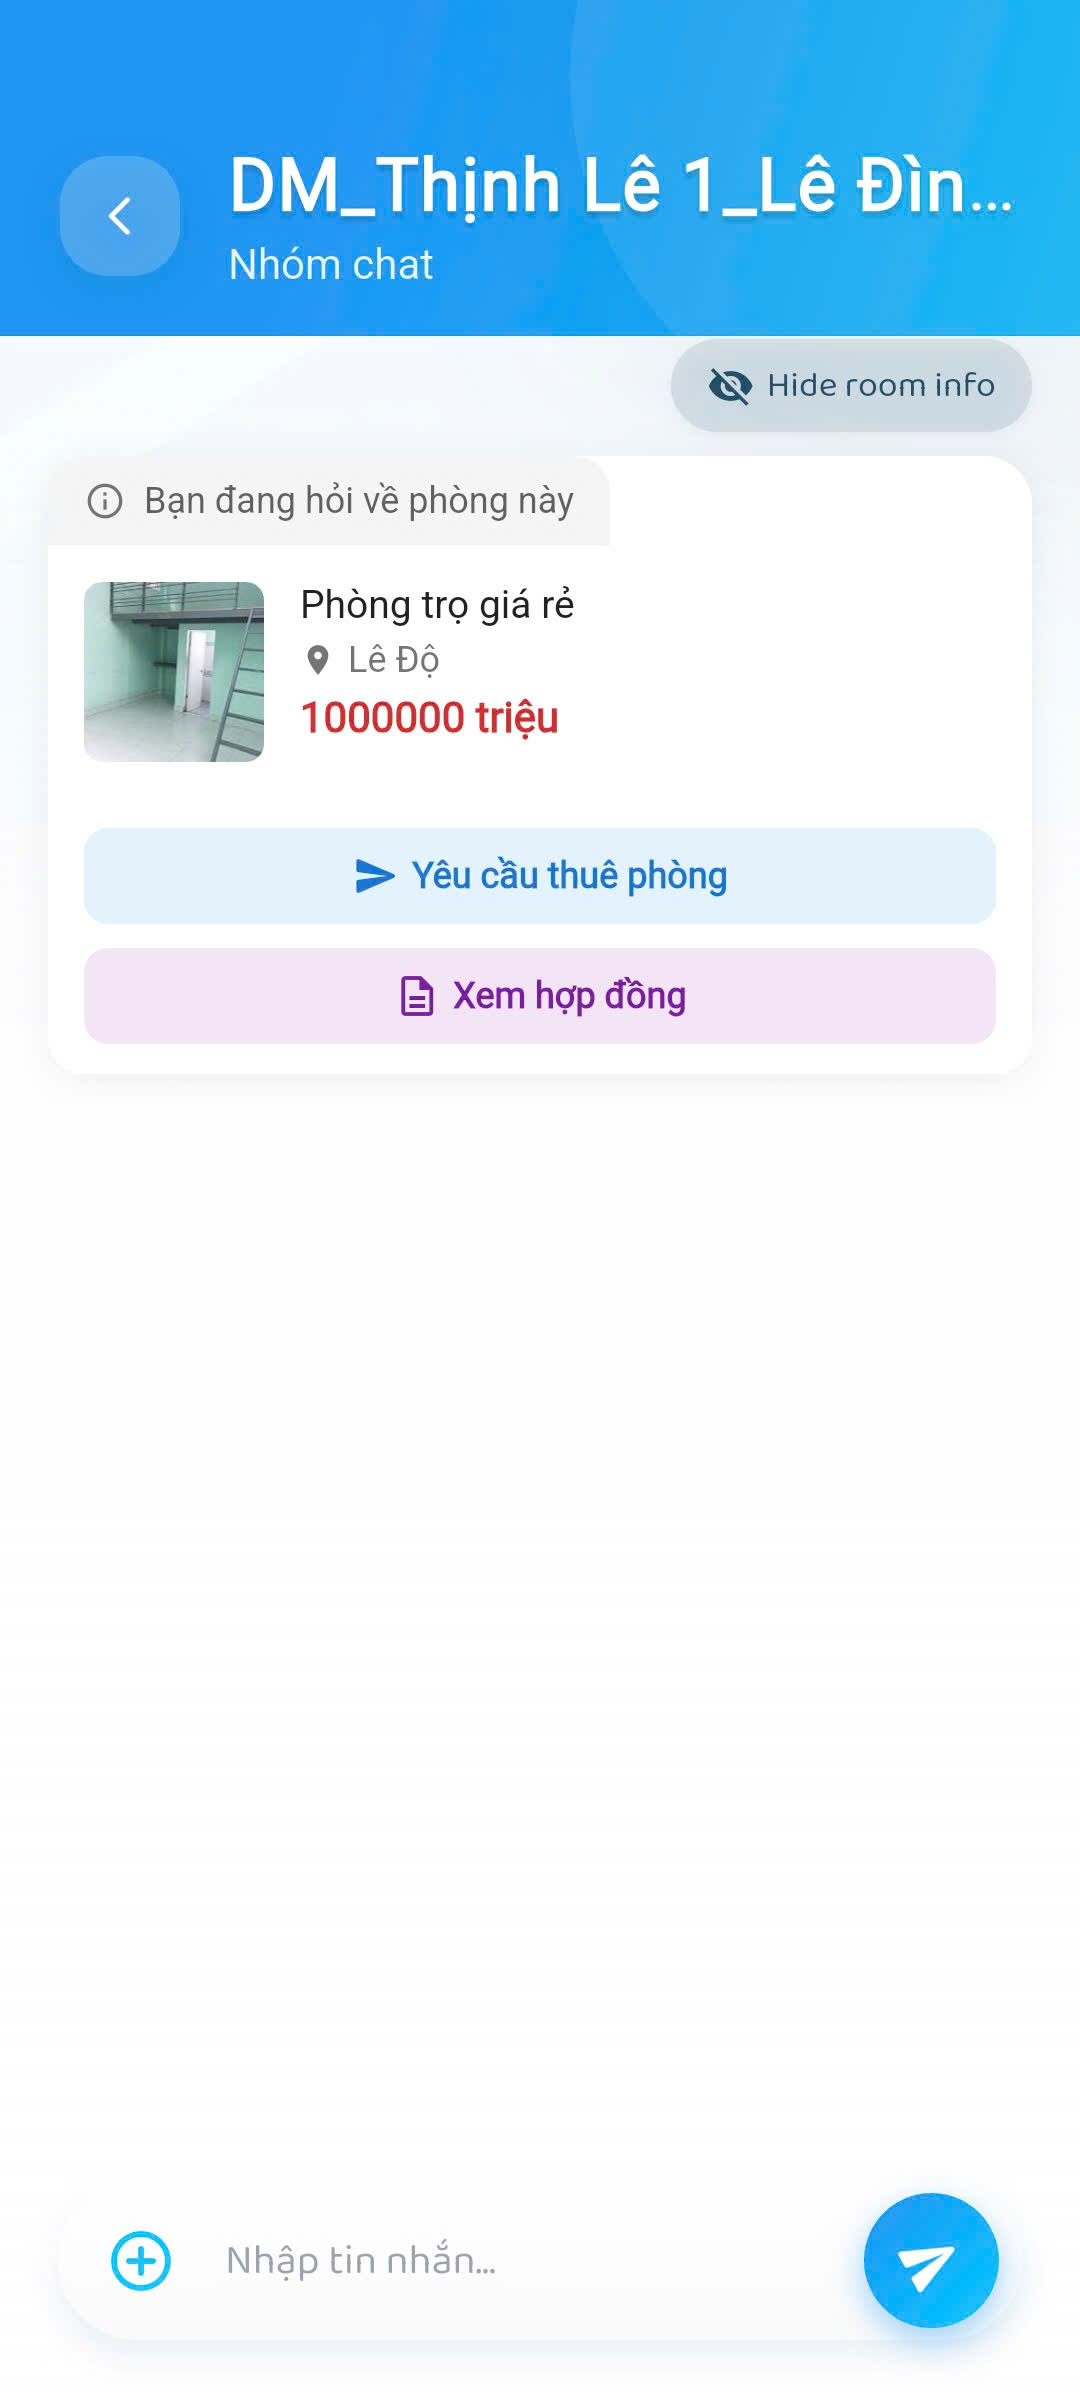 DM_Thịnh Lê 1_Lê Đìn...
Nhóm chat
Hide room info
Bạn đang hỏi về phòng này
Phòng trọ giá rẻ
Lê Độ
1000000 triệu
Yêu cầu thuê phòng
Xem hợp đồng
Nhập tin nhắn...